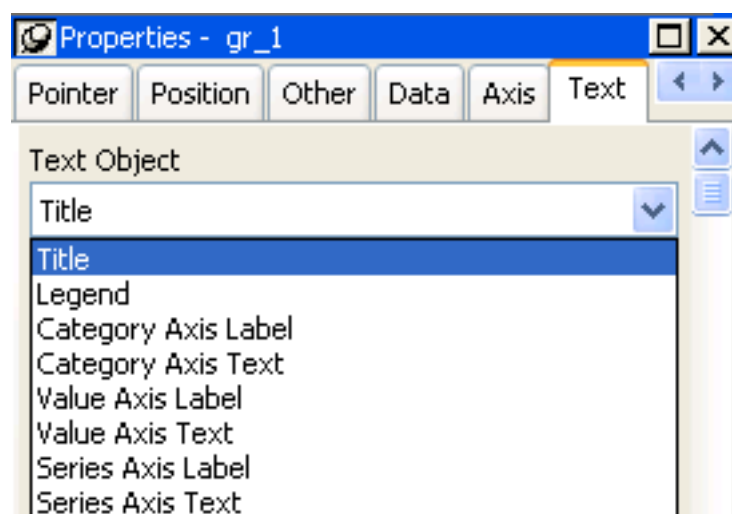 Properties - gr_1
Pointer Position Other Data Axis Text
Text Object
Title
Title
Legend
Category Axis Label
Category Axis Text
Value Axis Label
Value Axis Text
Series Axis Label
Series Axis Text